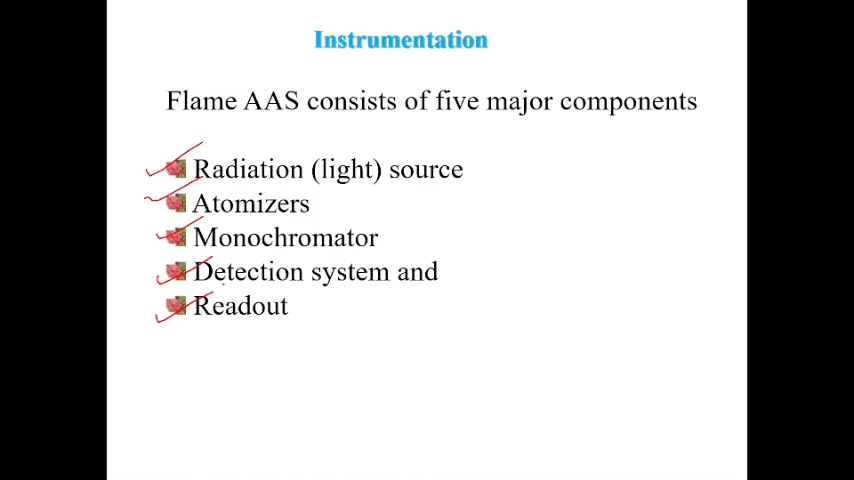 Instrumentation
Flame AAS consists of five major components
Radiation (light) source
Atomizers
Monochromator
Detection system and
Readout